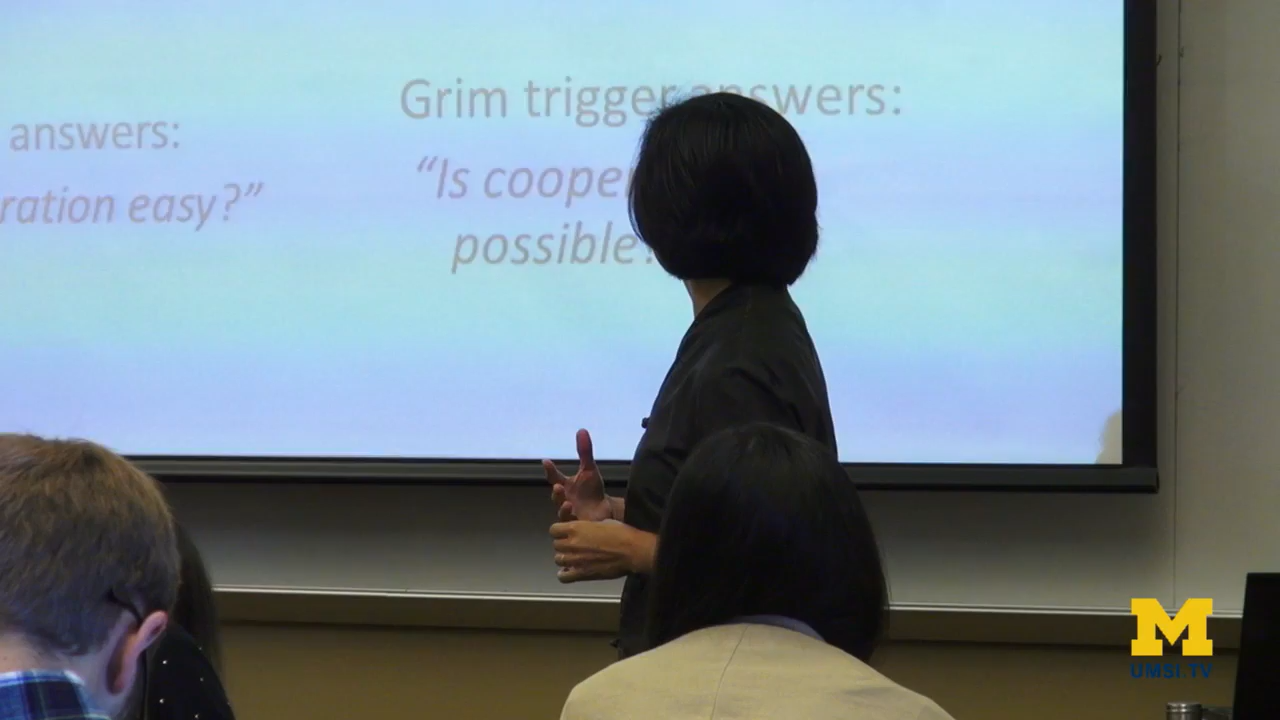 answers:
ration easy?”
Grim trigger answers:
“Is cooper
possible?
M
UMSI.TV